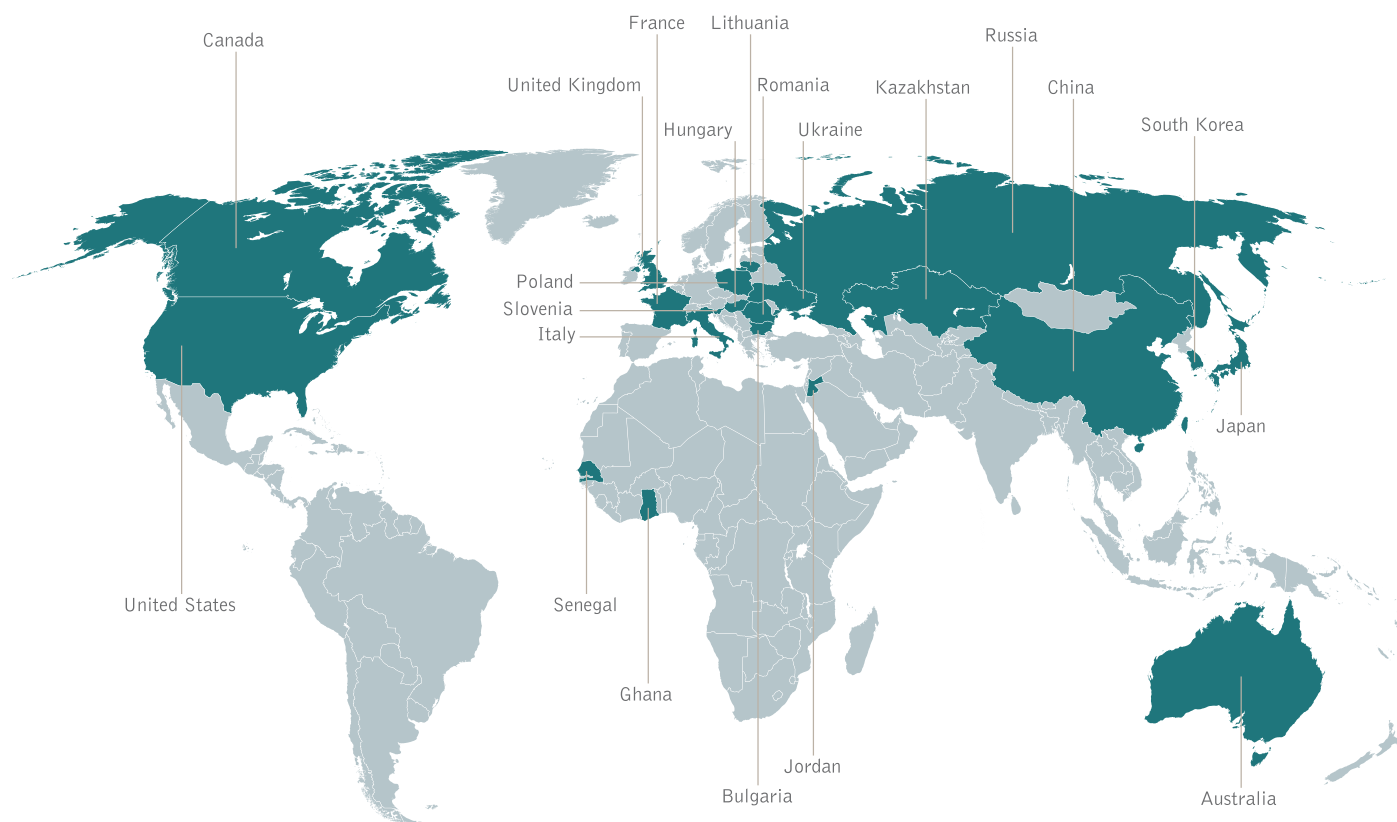 France
Lithuania
Canada
Russia
United Kingdom
Romania
Kazakhstan
China
Hungary
Ukraine
South Korea
Poland
Slovenia
Italy
Japan
United States
Senegal
Ghana
Jordan
Bulgaria
Australia